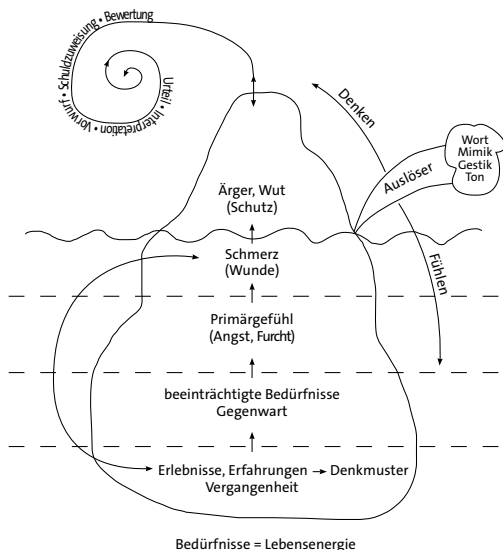 Urteil • Interpretation • Vorwurf • Schuldzuweisung • Bewertung
Denken
Wort
Mimik
Gestik
Ton
Auslöser
Ärger, Wut
(Schutz)
Fühlen
Schmerz
(Wunde)
Primärgefühl
(Angst, Furcht)
beeinträchtigte Bedürfnisse
Gegenwart
Erlebnisse, Erfahrungen → Denkmuster
Vergangenheit
Bedürfnisse = Lebensenergie